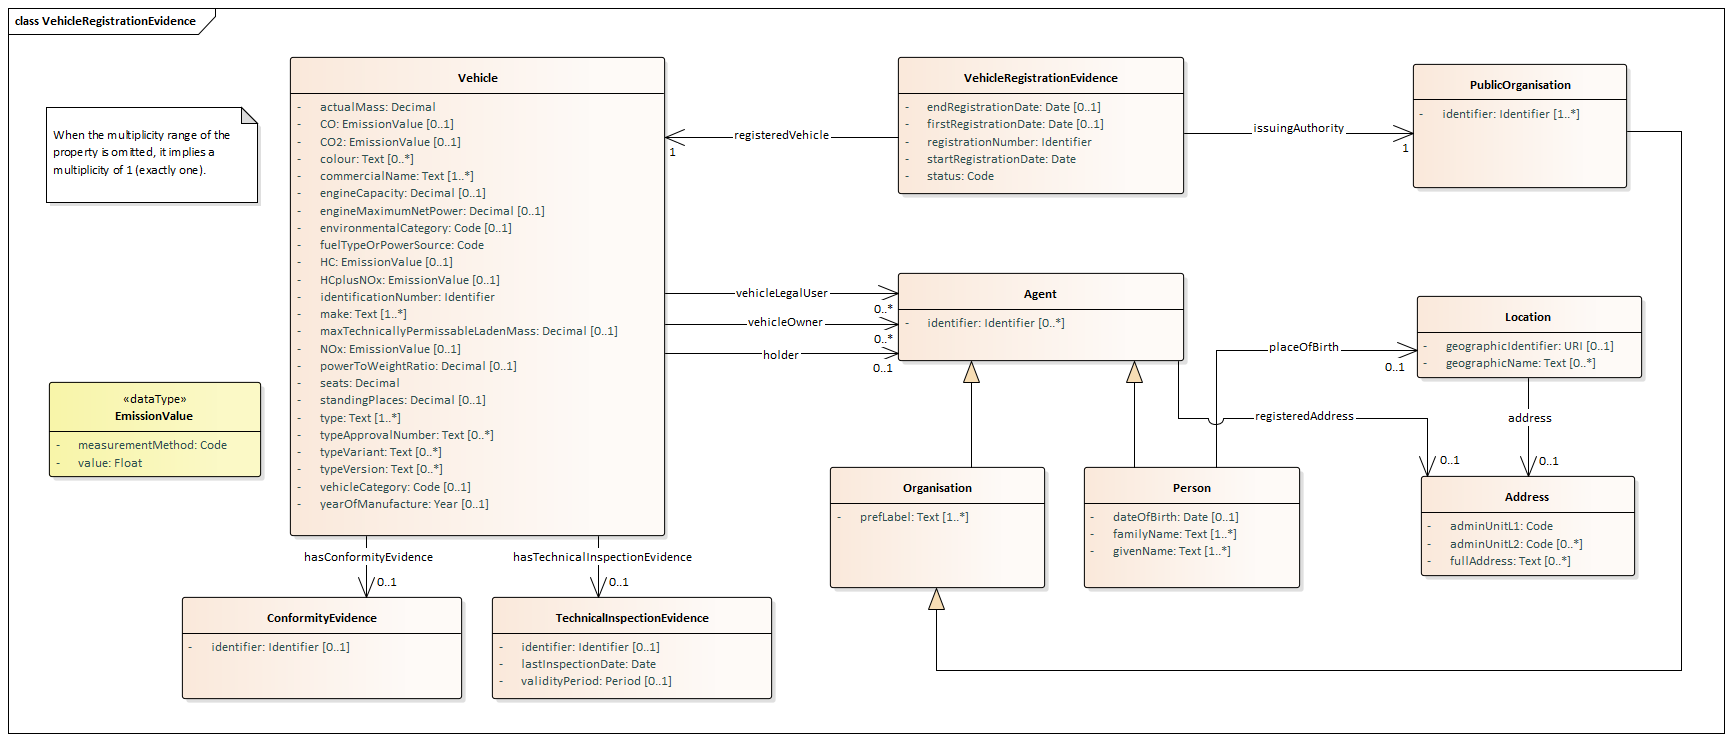 class VehicleRegistrationEvidence
When the multiplicity range of the
property is omitted, it implies a
multiplicity of 1 (exactly one).
Vehicle
- actualMass: Decimal
- CO: EmissionValue [0..1]
- CO2: EmissionValue [0..1]
- colour: Text [0..*]
- commercialName: Text [1..*]
- engineCapacity: Decimal [0..1]
- engineMaximumNetPower: Decimal [0..1]
- environmentalCategory: Code [0..1]
- fuelTypeOrPowerSource: Code
- HC: EmissionValue [0..1]
- HCplusNOx: EmissionValue [0..1]
- identificationNumber: Identifier
- make: Text [1..*]
- maxTechnicallyPermissableLadenMass: Decimal [0..1]
- NOx: EmissionValue [0..1]
- powerToWeightRatio: Decimal [0..1]
- seats: Decimal
- standingPlaces: Decimal [0..1]
- type: Text [1..*]
- typeApprovalNumber: Text [0..*]
- typeVariant: Text [0..*]
- typeVersion: Text [0..*]
- vehicleCategory: Code [0..1]
- yearOfManufacture: Year [0..1]
registeredVehicle
1
VehicleRegistrationEvidence
- endRegistrationDate: Date [0..1]
- firstRegistrationDate: Date [0..1]
- registrationNumber: Identifier
- startRegistrationDate: Date
- status: Code
issuingAuthority
1
PublicOrganisation
- identifier: Identifier [1..*]
vehicleLegalUser
0..*
vehicleOwner
0..*
holder
0..1
Agent
- identifier: Identifier [0..*]
placeOfBirth
0..1
Location
- geographicIdentifier: URI [0..1]
- geographicName: Text [0..*]
registeredAddress
0..1
address
0..1
«dataType»
EmissionValue
- measurementMethod: Code
- value: Float
Organisation
- prefLabel: Text [1..*]
Person
- dateOfBirth: Date [0..1]
- familyName: Text [1..*]
- givenName: Text [1..*]
Address
- adminUnitL1: Code
- adminUnitL2: Code [0..*]
- fullAddress: Text [0..*]
hasConformityEvidence
0..1
hasTechnicalInspectionEvidence
0..1
ConformityEvidence
- identifier: Identifier [0..1]
TechnicalInspectionEvidence
- identifier: Identifier [0..1]
- lastInspectionDate: Date
- validityPeriod: Period [0..1]